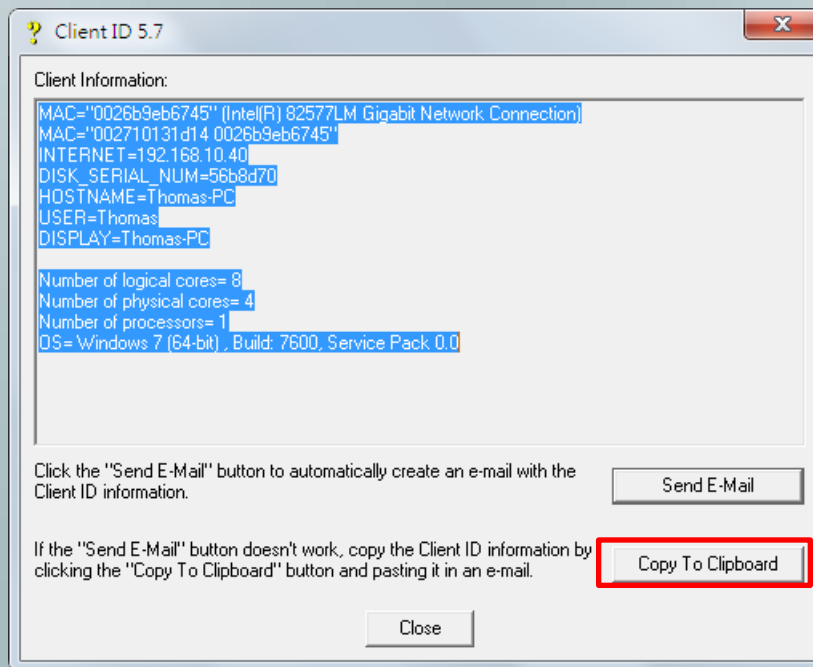 Client ID 5.7
Client Information:
MAC="0026b9eb6745" (Intel(R) 82577LM Gigabit Network Connection)
MAC="002710131d14 0026b9eb6745"
INTERNET=192.168.10.40
DISK_SERIAL_NUM=56b8d70
HOSTNAME=Thomas-PC
USER=Thomas
DISPLAY=Thomas-PC
Number of logical cores= 8
Number of physical cores= 4
Number of processors= 1
OS= Windows 7 (64-bit) , Build: 7600, Service Pack 0.0
Click the "Send E-Mail" button to automatically create an e-mail with the
Client ID information.
Send E-Mail
If the "Send E-Mail" button doesn't work, copy the Client ID information by
clicking the "Copy To Clipboard" button and pasting it in an e-mail.
Copy To Clipboard
Close